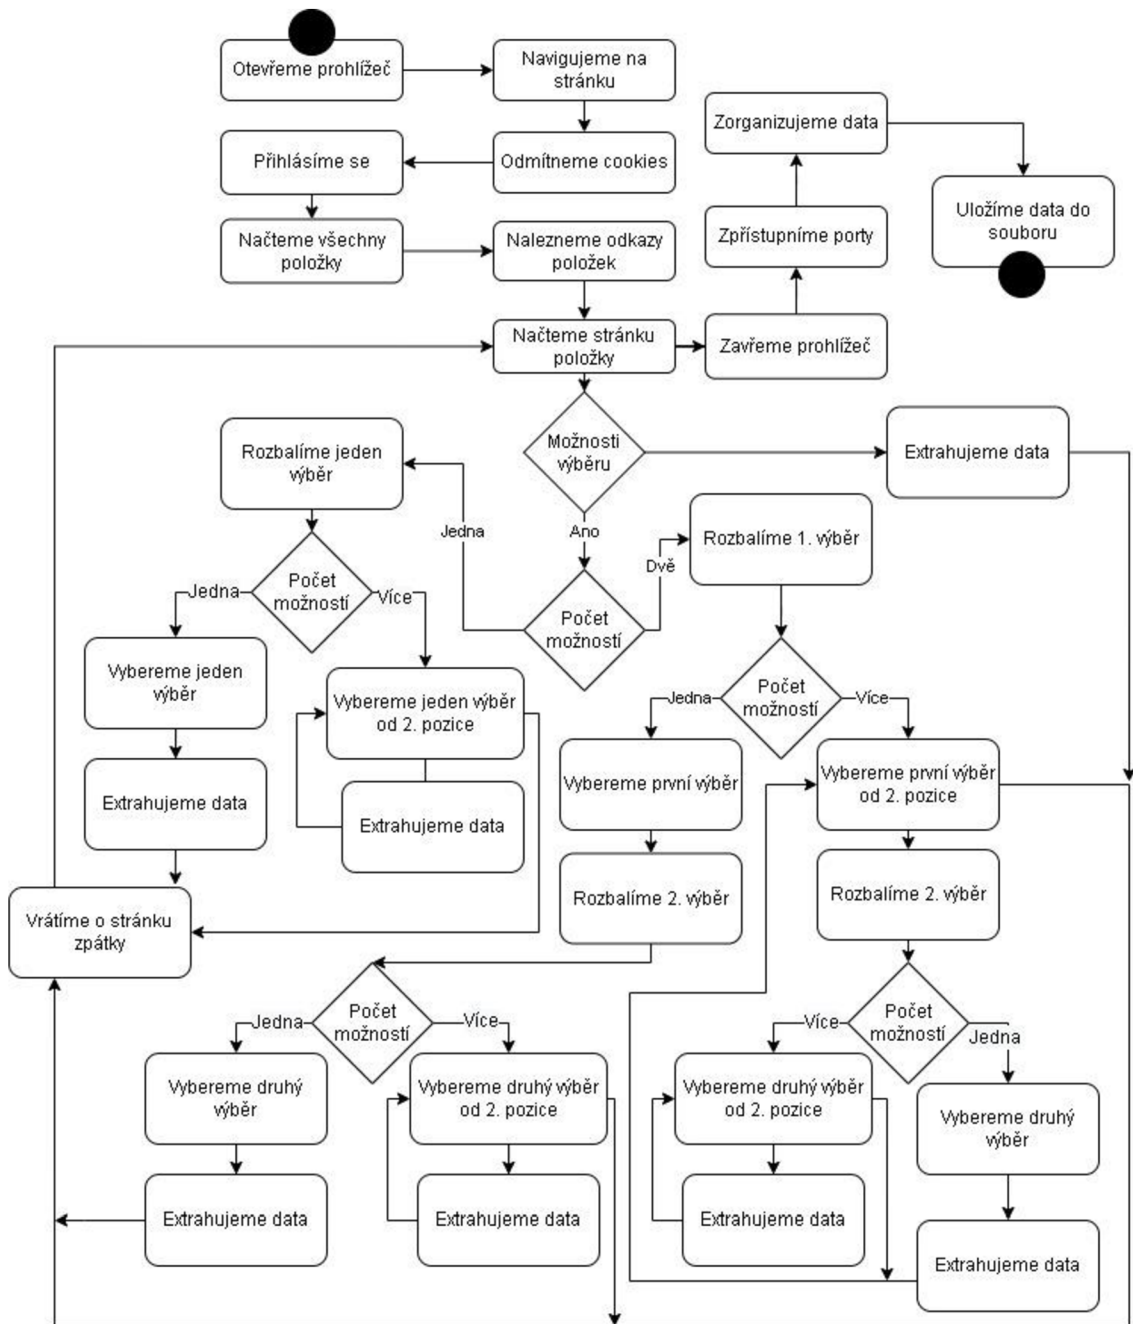 Otevřeme prohlížeč
Navigujeme na
stránku
Zorganizujeme data
Přihlásíme se
Odmítneme cookies
Uložíme data do
souboru
Načteme všechny
položky
Nalezneme odkazy
položek
Zpřístupníme porty
Načteme stránku
položky
Zavřeme prohlížeč
Možnosti
výběru
Extrahujeme data
Rozbalíme jeden
výběr
Jedna
Ano
Dvě
Rozbalíme 1. výběr
Počet
možností
Jedna
Více
Počet
možností
Vybereme jeden
výběr
Vybereme jeden výběr
od 2. pozice
Počet
možností
Jedna
Více
Extrahujeme data
Extrahujeme data
Vybereme první výběr
Vybereme první výběr
od 2. pozice
Vrátíme o stránku
zpátky
Rozbalíme 2. výběr
Rozbalíme 2. výběr
Počet
možností
Jedna
Více
Počet
možností
Více
Jedna
Vybereme druhý
výběr
Vybereme druhý výběr
od 2. pozice
Vybereme druhý výběr
od 2. pozice
Vybereme druhý
výběr
Extrahujeme data
Extrahujeme data
Extrahujeme data
Extrahujeme data